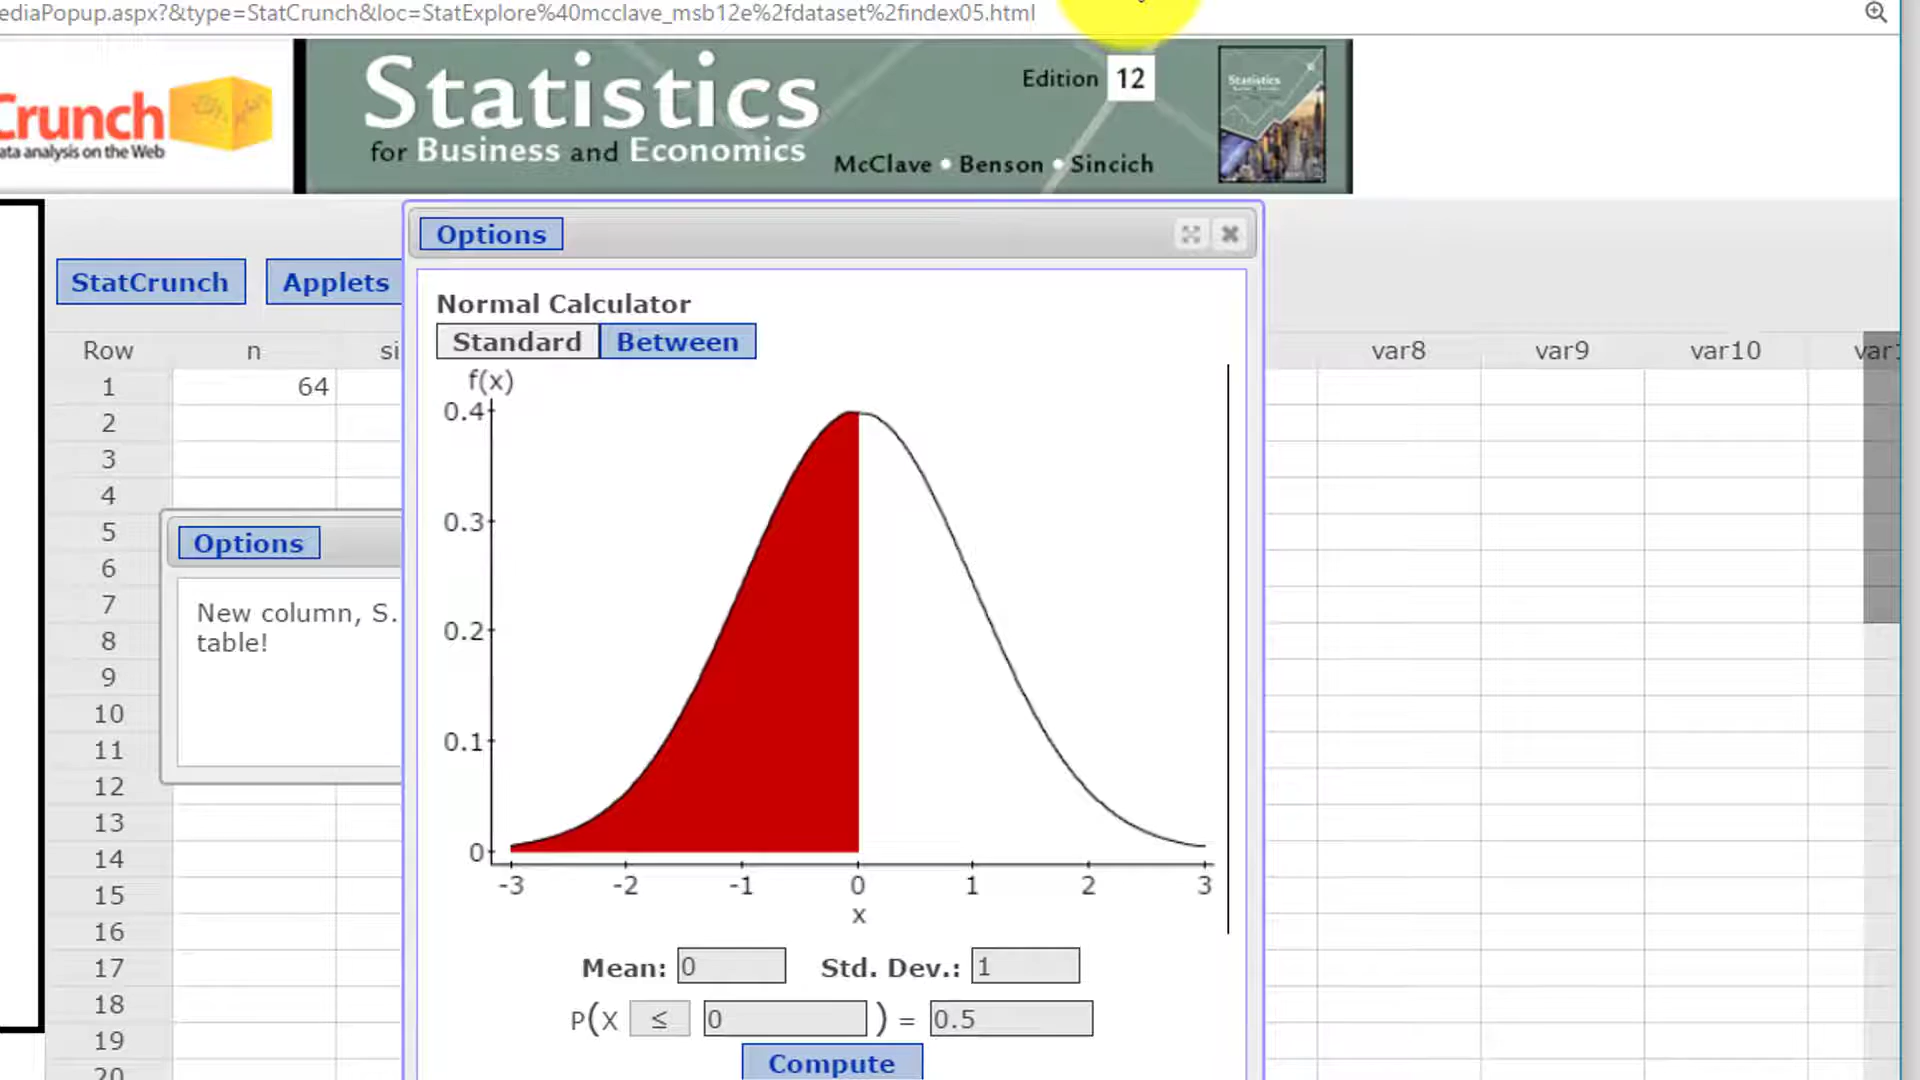 ediaPopup.aspx?&type=StatCrunch&loc=StatExplore%40mcclave_msb12e%2fdataset%2findex05.html
Crunch
ata analysis on the Web
Statistics
for Business and Economics
Edition 12
McClave • Benson • Sincich
Statistics
Options
StatCrunch
Applets
Normal Calculator
Standard
Between
Row
n
si
var8
var9
var10
var
f(x)
0.4
0.3
0.2
0.1
0
-3
-2
-1
0
1
2
3
x
1
64
2
3
4
5
6
7
8
9
10
11
12
13
14
15
16
17
18
19
20
Options
New column, S.
table!
Mean: 0
Std. Dev.: 1
P(X ≤ 0 ) = 0.5
Compute